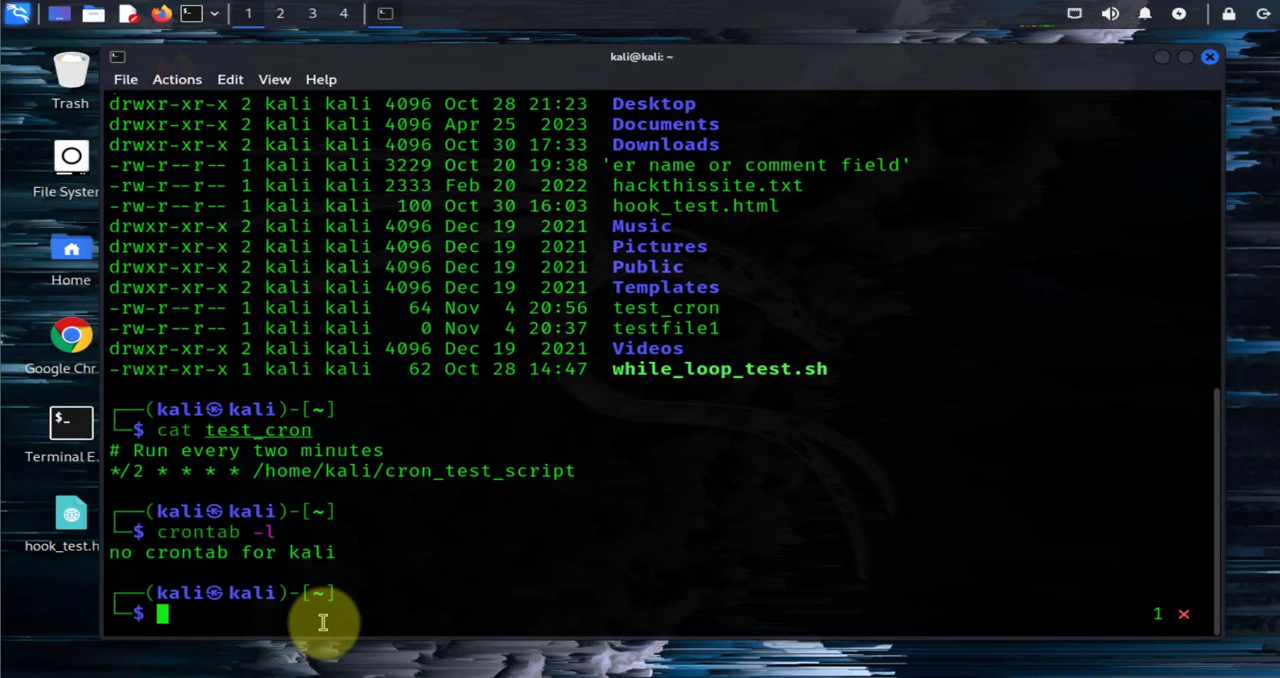 1 2 3 4
kali@kali: ~
File Actions Edit View Help
Trash
File Syster
Home
Google Chr.
Terminal E.
hook_test.h
drwxr-xr-x 2 kali kali 4096 Oct 28 21:23 Desktop
drwxr-xr-x 2 kali kali 4096 Apr 25 2023 Documents
drwxr-xr-x 2 kali kali 4096 Oct 30 17:33 Downloads
-rw-r--r-- 1 kali kali 3229 Oct 20 19:38 'er name or comment field'
-rw-r--r-- 1 kali kali 2333 Feb 20 2022 hackthissite.txt
-rw-r--r-- 1 kali kali 100 Oct 30 16:03 hook_test.html
drwxr-xr-x 2 kali kali 4096 Dec 19 2021 Music
drwxr-xr-x 2 kali kali 4096 Dec 19 2021 Pictures
drwxr-xr-x 2 kali kali 4096 Dec 19 2021 Public
drwxr-xr-x 2 kali kali 4096 Dec 19 2021 Templates
-rw-r--r-- 1 kali kali 64 Nov 4 20:56 test_cron
-rw-r--r-- 1 kali kali 0 Nov 4 20:37 testfile1
drwxr-xr-x 2 kali kali 4096 Dec 19 2021 Videos
-rwxr-xr-x 1 kali kali 62 Oct 28 14:47 while_loop_test.sh
┌──(kali㉿kali)-[~]
└─$ cat test_cron
# Run every two minutes
*/2 * * * * /home/kali/cron_test_script
┌──(kali㉿kali)-[~]
└─$ crontab -l
no crontab for kali
┌──(kali㉿kali)-[~]
└─$ 1 ⨯